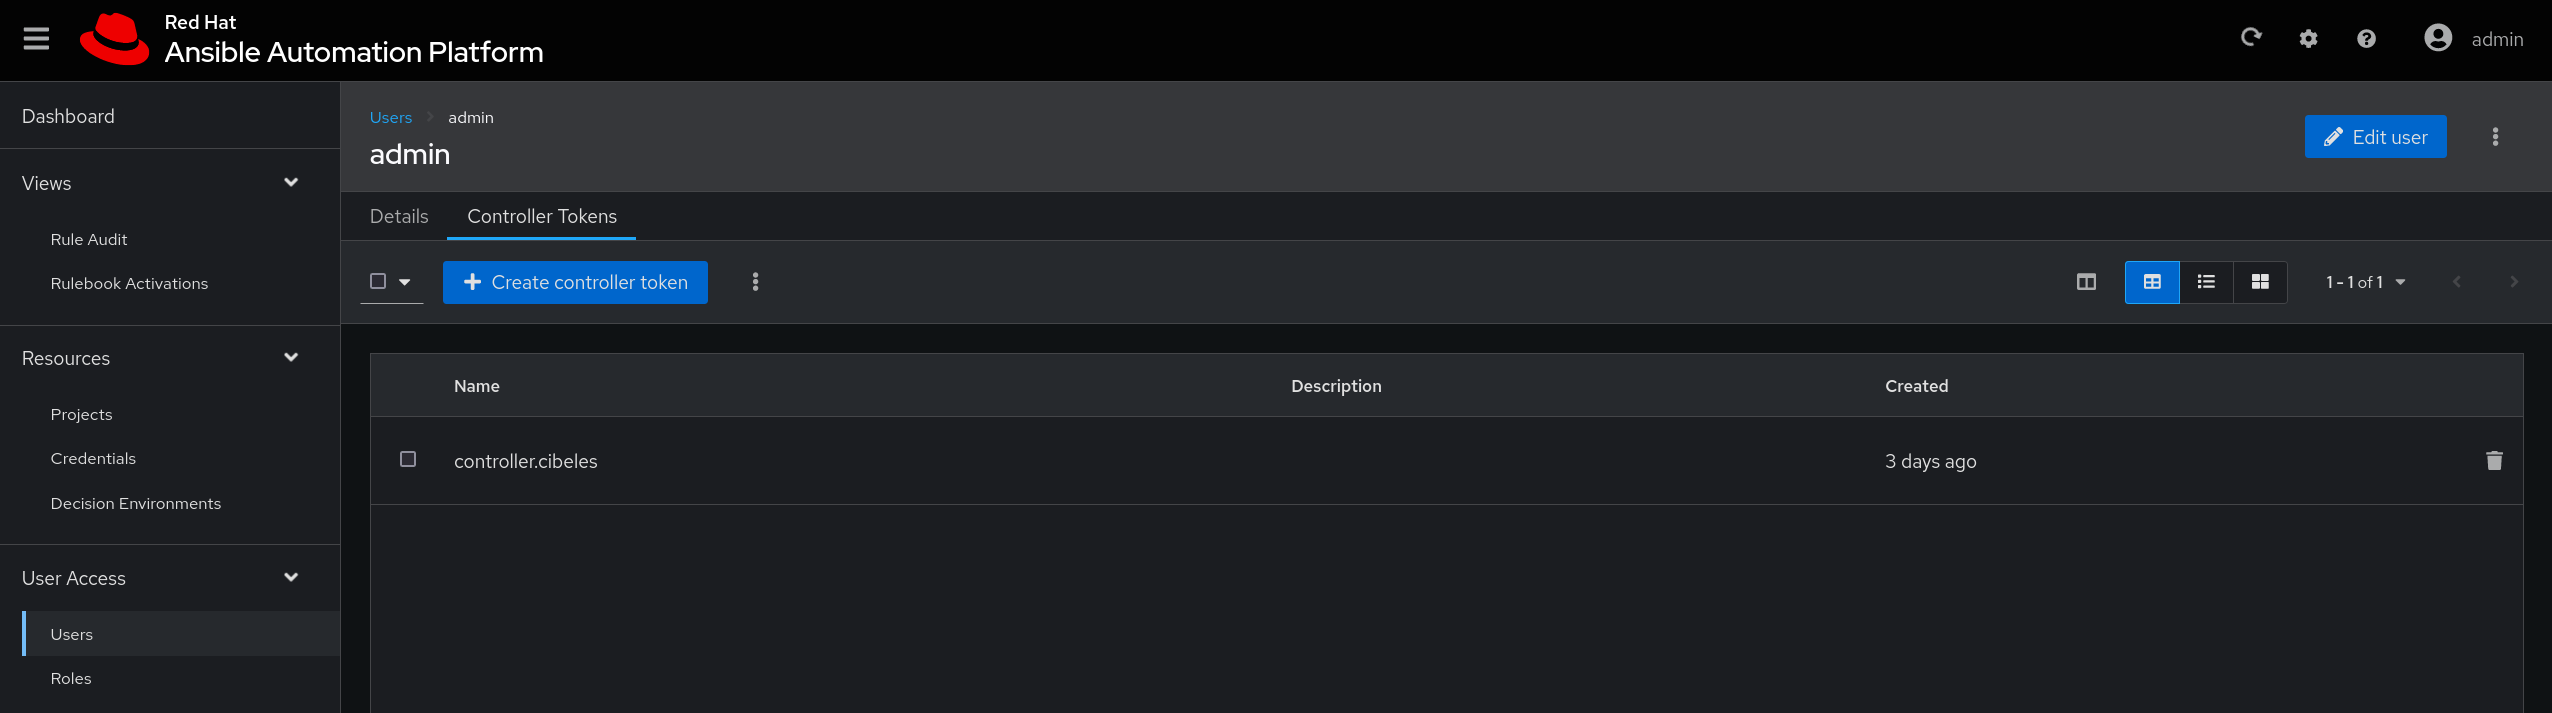 Red Hat
Ansible Automation Platform
admin
Dashboard
Views
Rule Audit
Rulebook Activations
Resources
Projects
Credentials
Decision Environments
User Access
Users
Roles
Users admin
admin
Edit user
Details Controller Tokens
Create controller token
1 - 1 of 1
Name Description Created
controller.cibeles 3 days ago